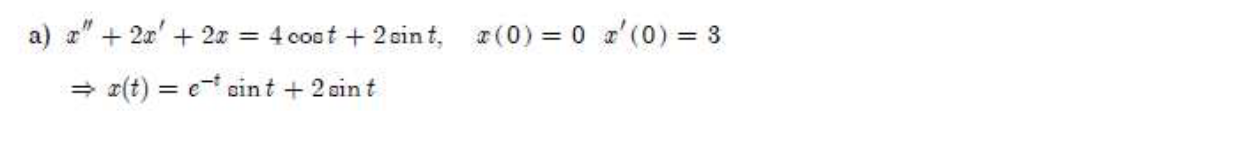 a) x″ + 2x′ + 2x = 4 cos t + 2 sin t, x(0) = 0 x′(0) = 3
⇒ x(t) = e^{−t} sin t + 2 sin t